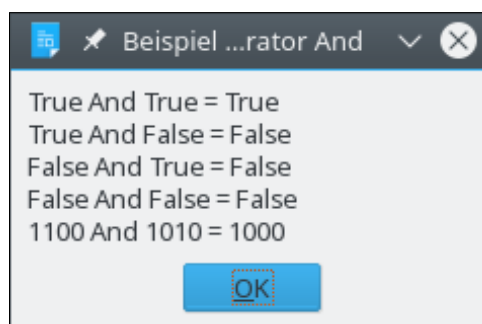 Beispiel ...rator And
True And True = True
True And False = False
False And True = False
False And False = False
1100 And 1010 = 1000
OK